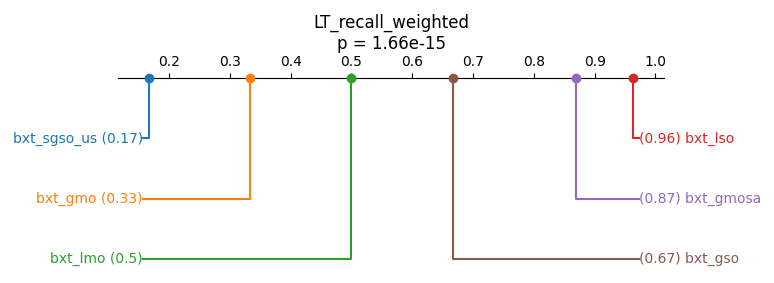 LT_recall_weighted
p = 1.66e-15
0.2 0.3 0.4 0.5 0.6 0.7 0.8 0.9 1.0
bxt_sgso_us (0.17) (0.96) bxt_lso
bxt_gmo (0.33) (0.87) bxt_gmosa
bxt_lmo (0.5) (0.67) bxt_gso